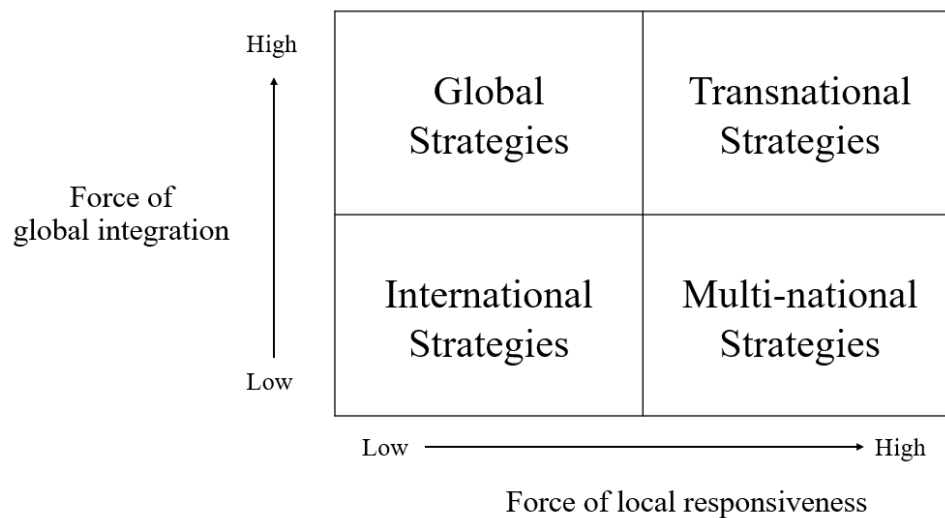 High
Global
Strategies
Transnational
Strategies
Force of
global integration
International
Strategies
Multi-national
Strategies
Low
Low
High
Force of local responsiveness